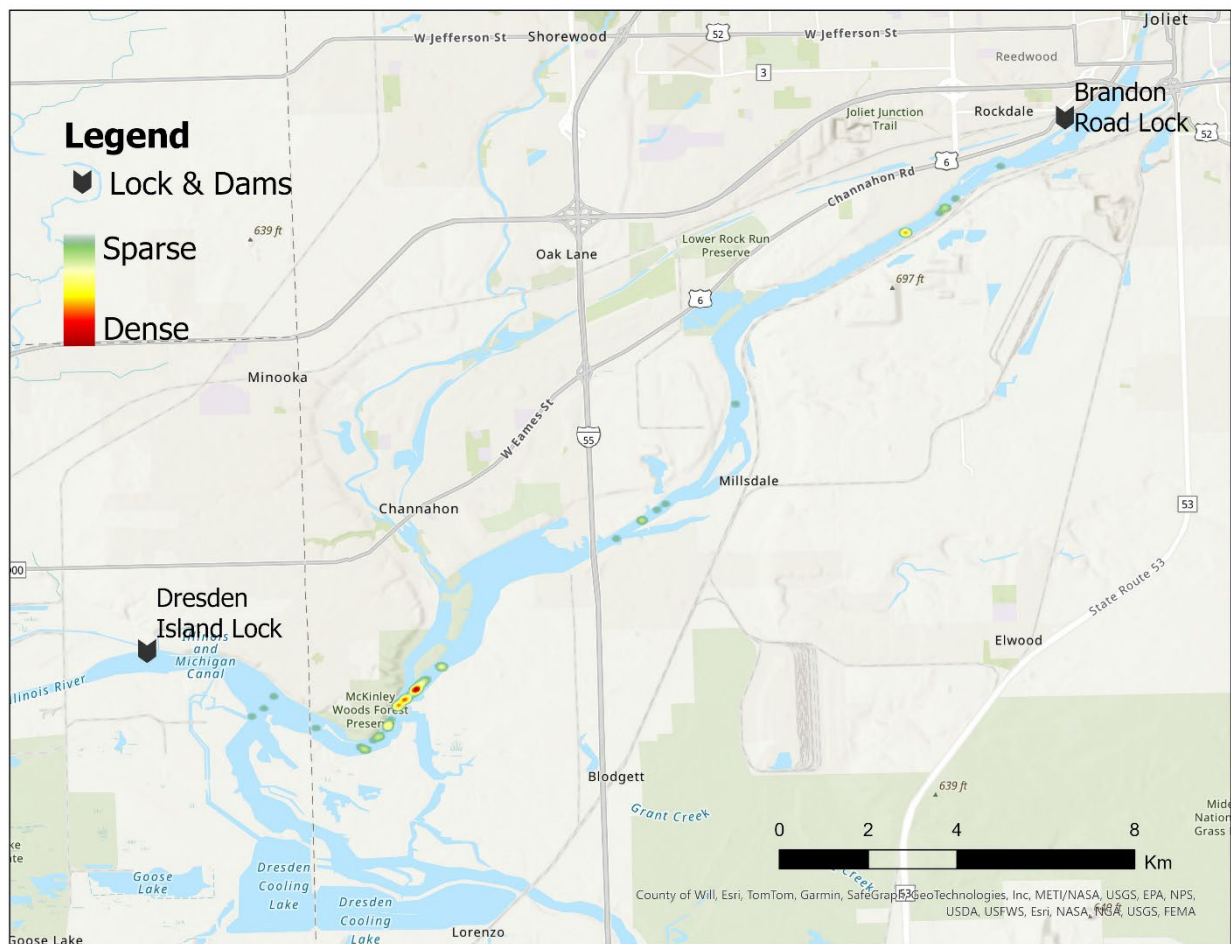 Joliet
W Jefferson St
Shorewood
52
W Jefferson St
Reedwood
3
Brandon
Road Lock
Joliet Junction
Trail
Rockdale
52
Legend
Lock & Dams
6
Channahon Rd
639 ft
Sparse
Oak Lane
Lower Rock Run
Preserve
697 ft
6
Dense
Minooka
W Eames St
55
Millsdale
Channahon
53
State Route 53
Dresden
Island Lock
Elwood
Illinois
and
Michigan
Canal
Illinois River
McKinley
Woods Forest
Preserve
Blodgett
639 ft
Grant Creek
Nation
Grass
0 2 4 8
Km
Goose
Lake
Dresden
Cooling
Lake
Creek
53
County of Will, Esri, TomTom, Garmin, SafeGraph, GeoTechnologies, Inc, METI/NASA, USGS, EPA, NPS,
USDA, USFWS, Esri, NASA, NGA, USGS, FEMA
Dresden
Cooling
Lake
Lorenzo
Goose Lake